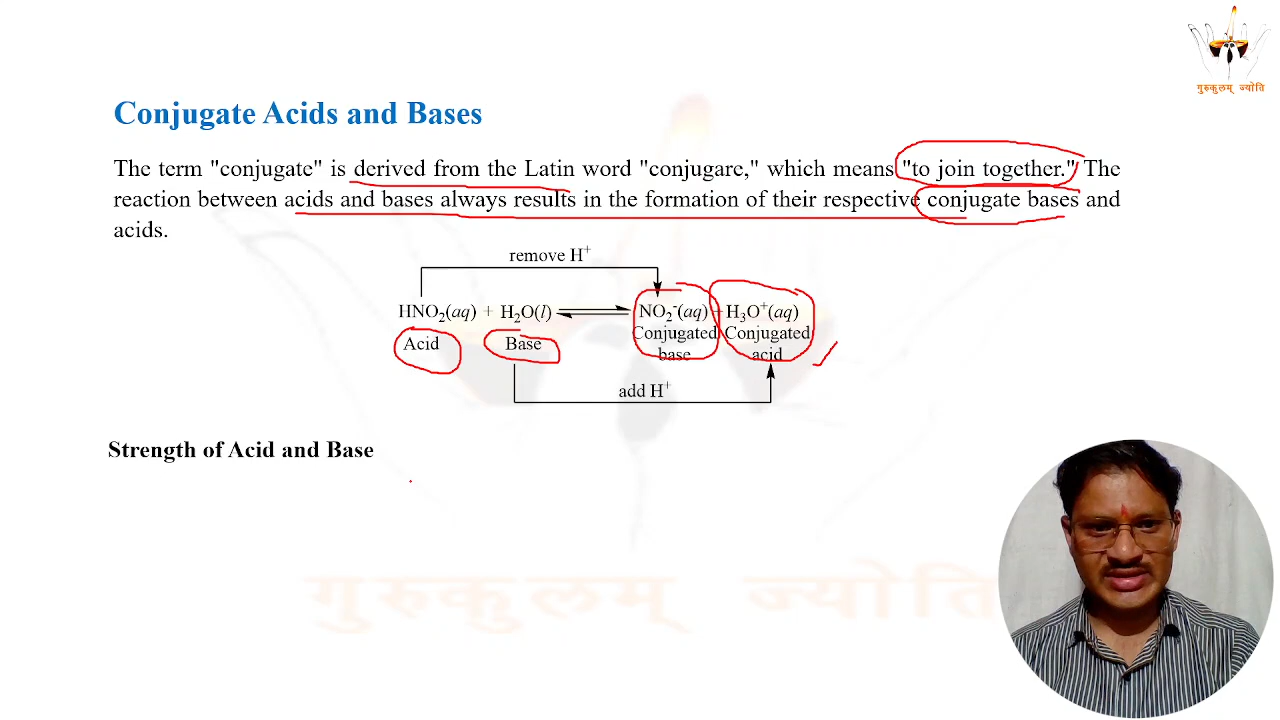 गुरुकुलम् ज्योति
Conjugate Acids and Bases
The term "conjugate" is derived from the Latin word "conjugare," which means "to join together." The
reaction between acids and bases always results in the formation of their respective conjugate bases and
acids.
remove H⁺
HNO₂(aq) + H₂O(l) ⇌ NO₂⁻(aq) + H₃O⁺(aq)
Acid Base Conjugated Conjugated
base acid
add H⁺
Strength of Acid and Base
गुरुकुलम् ज्योति